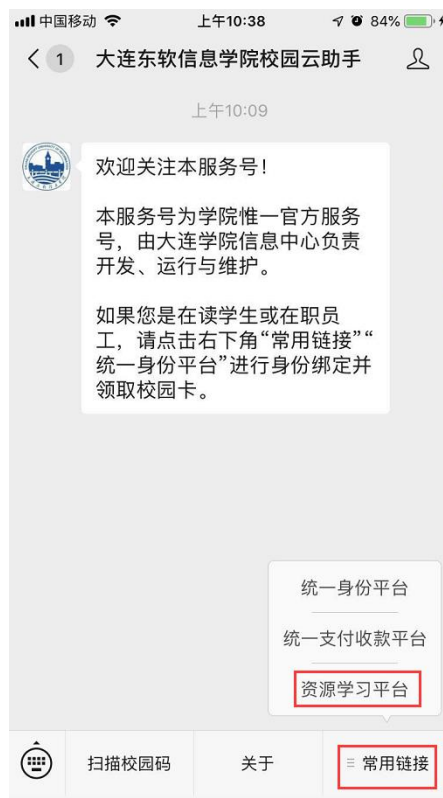 中国移动 上午10:38 84%
1 大连东软信息学院校园云助手
上午10:09
欢迎关注本服务号!
本服务号为学院惟一官方服务
号，由大连学院信息中心负责
开发、运行与维护。
如果您是在读学生或在职员
工，请点击右下角“常用链接”“
统一身份平台”进行身份绑定并
领取校园卡。
统一身份平台
统一支付收款平台
资源学习平台
扫描校园码 关于 常用链接